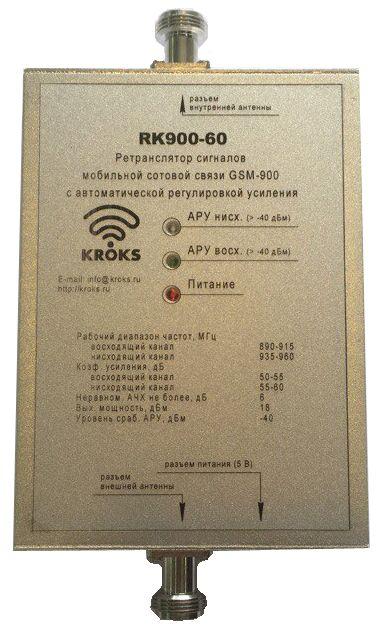 разъем
внутренней антенны
RK900-60
Ретранслятор сигналов
мобильной сотовой связи GSM-900
с автоматической регулировкой усиления
АРУ нисх. (> -40 дБм)
АРУ восх. (> -40 дБм)
KRØKS
Питание
E-mail: info@kroks.ru
http://kroks.ru
Рабочий диапазон частот, МГц
восходящий канал 890-915
нисходящий канал 935-960
Коэф. усиления, дБ
восходящий канал 50-55
нисходящий канал 55-60
Неравном. АЧХ не более, дБ 6
Вых. мощность, дБм 18
Уровень сраб. АРУ, дБм -40
разъем питания (5 В)
разъем
внешней антенны